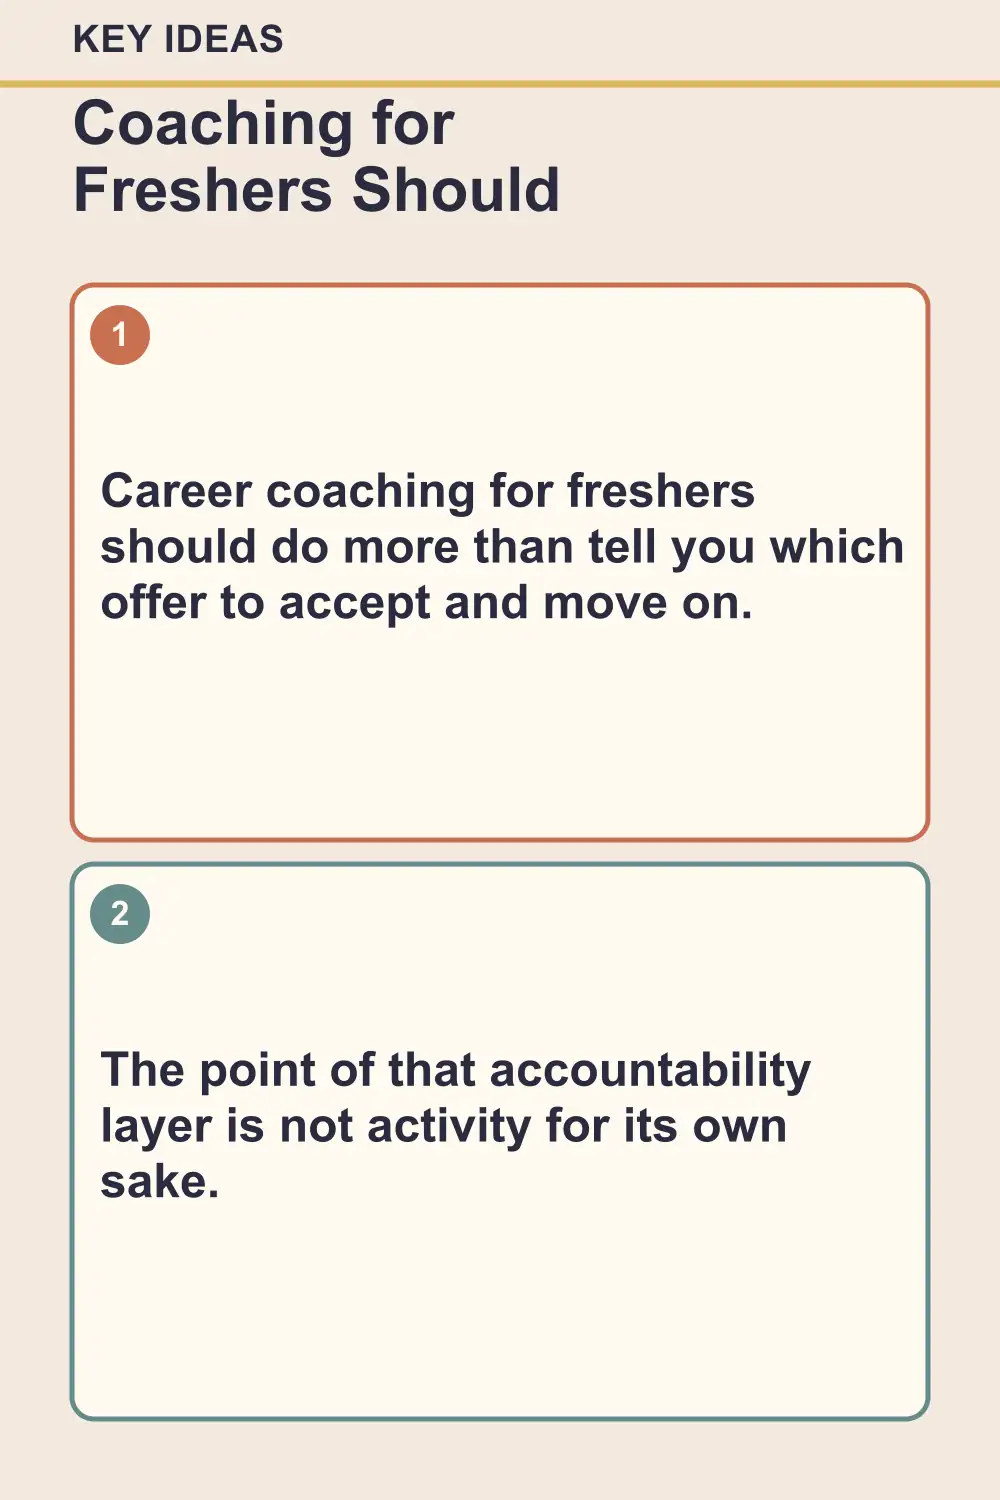 KEY IDEAS
Coaching for
Freshers Should
1
Career coaching for freshers
should do more than tell you which
offer to accept and move on.
2
The point of that accountability
layer is not activity for its own
sake.